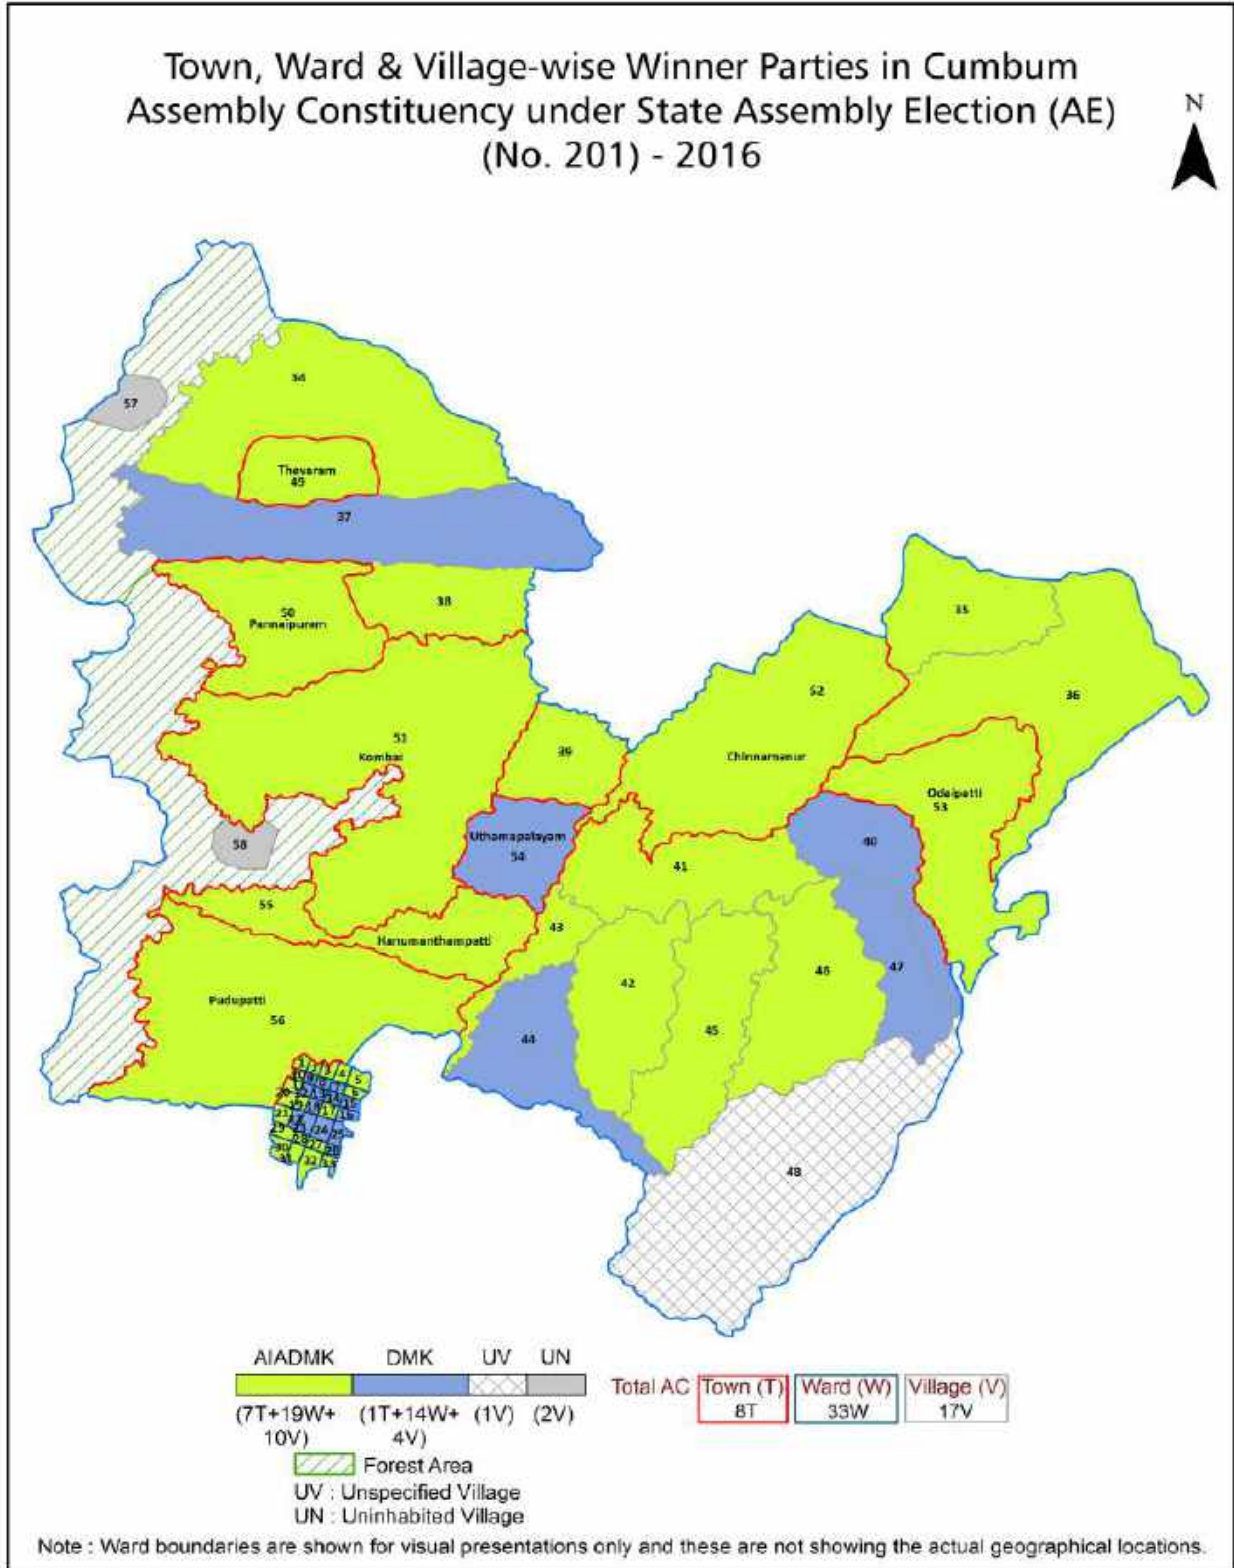 Town, Ward & Village-wise Winner Parties in Cumbum
Assembly Constituency under State Assembly Election (AE)
(No. 201) - 2016
N
57
Thevaram
49
37
50
Pannaipuram
38
35
36
52
Chinnamanur
51
Kombai
39
Odaipatti
53
Uthamapalayam
54
40
58
41
55
43
Hanumanthampatti
42
46
47
Pudupatti
56
44
45
48
AIADMK DMK UV UN
(7T+19W+ (1T+14W+ (1V) (2V)
10V) 4V)
Total AC Town (T) Ward (W) Village (V)
8T 33W 17V
Forest Area
UV : Unspecified Village
UN : Uninhabited Village
Note : Ward boundaries are shown for visual presentations only and these are not showing the actual geographical locations.